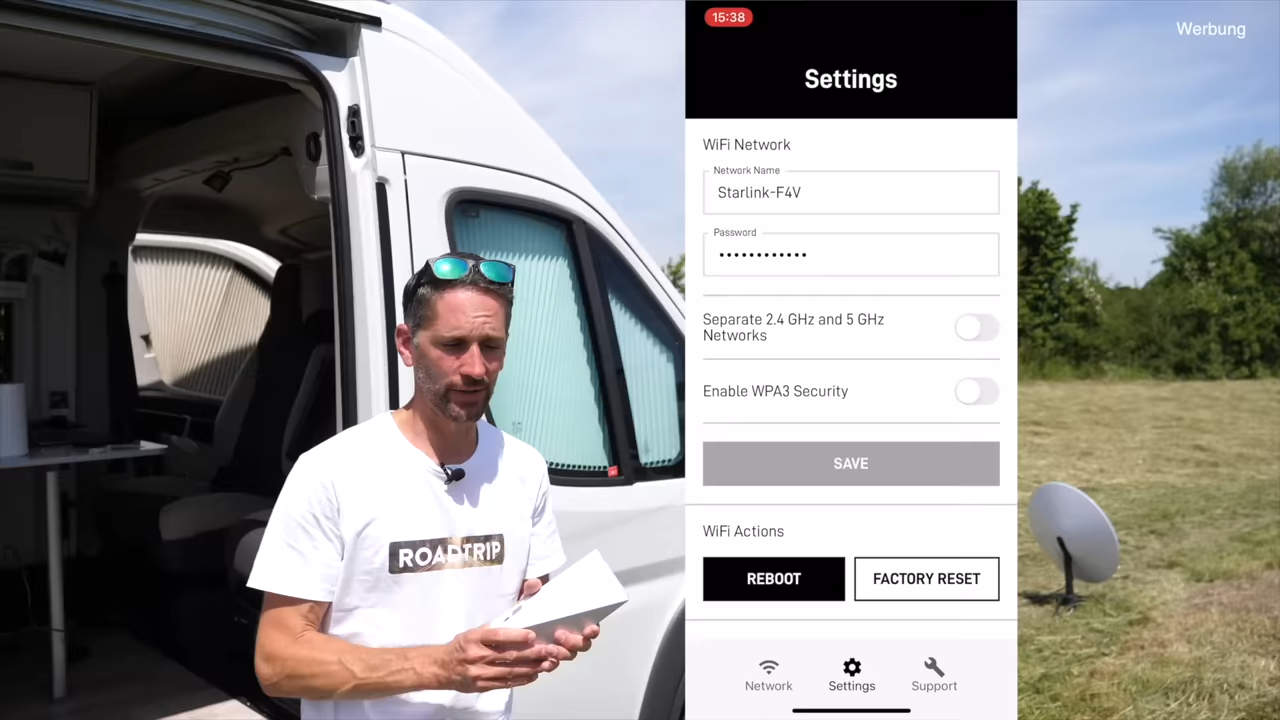 15:38
Werbung
Settings
WiFi Network
Network Name
Starlink-F4V
Password
••••••••••••
Separate 2.4 GHz and 5 GHz
Networks
Enable WPA3 Security
SAVE
WiFi Actions
REBOOT
FACTORY RESET
Network
Settings
Support
ROADTRIP